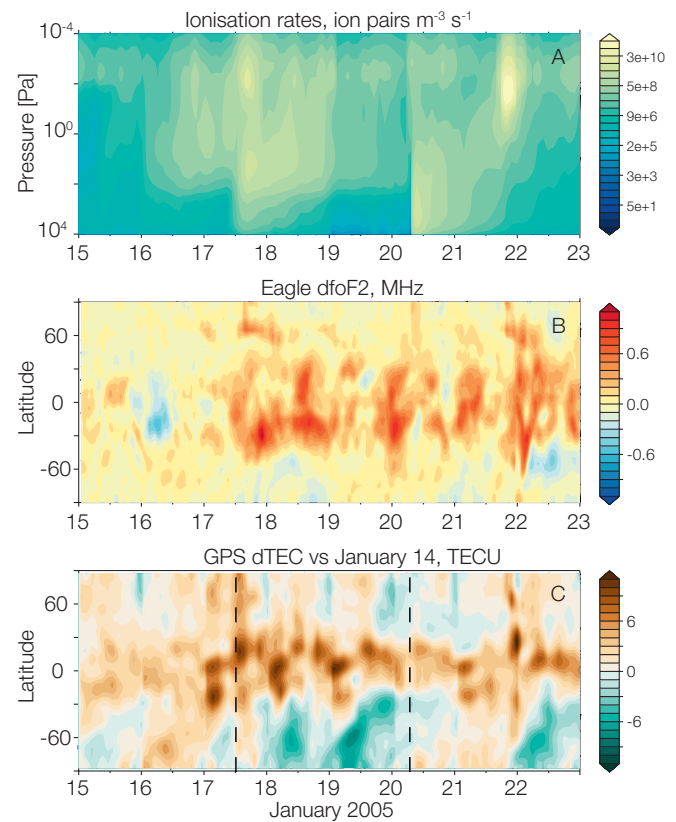 Ionisation rates, ion pairs m⁻³ s⁻¹
A
Pressure [Pa]
10⁻⁴
10⁰
10⁴
15 16 17 18 19 20 21 22 23
3e+10
5e+8
9e+6
2e+5
3e+3
5e+1
Eagle dfoF2, MHz
B
Latitude
60
0
-60
15 16 17 18 19 20 21 22 23
0.6
0.0
-0.6
GPS dTEC vs January 14, TECU
C
Latitude
60
0
-60
15 16 17 18 19 20 21 22 23
6
0
-6
January 2005